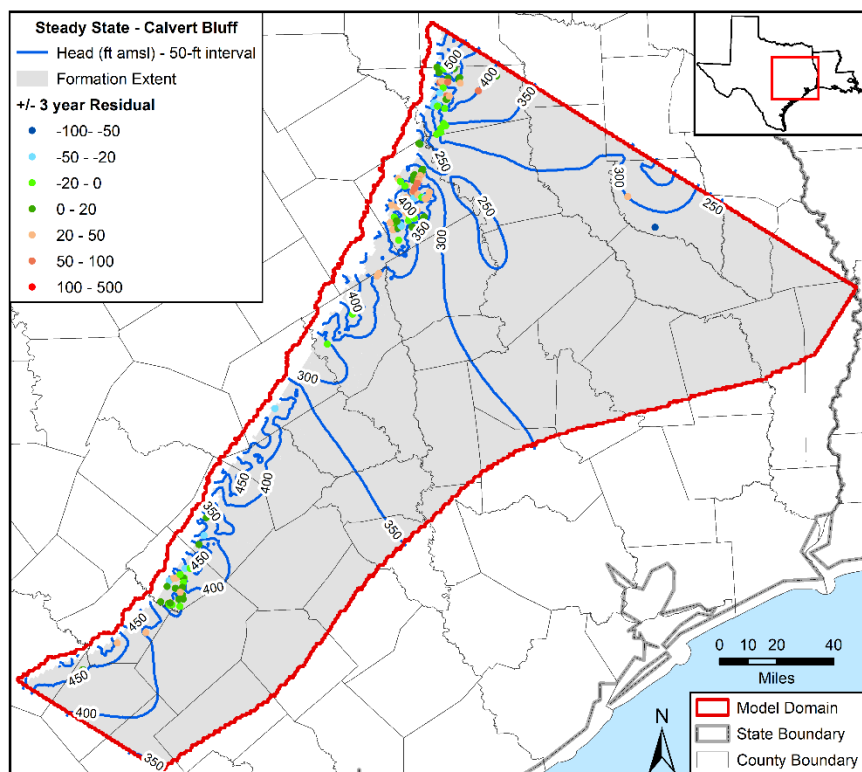 Steady State - Calvert Bluff
Head (ft amsl) - 50-ft interval
Formation Extent
+/- 3 year Residual
-100- -50
-50 - -20
-20 - 0
0 - 20
20 - 50
50 - 100
100 - 500
500
400
350
250
300
250
250
400
350
300
400
300
450
400
350
350
450
400
450
450
400
350
0 10 20 40
Miles
N
Model Domain
State Boundary
County Boundary